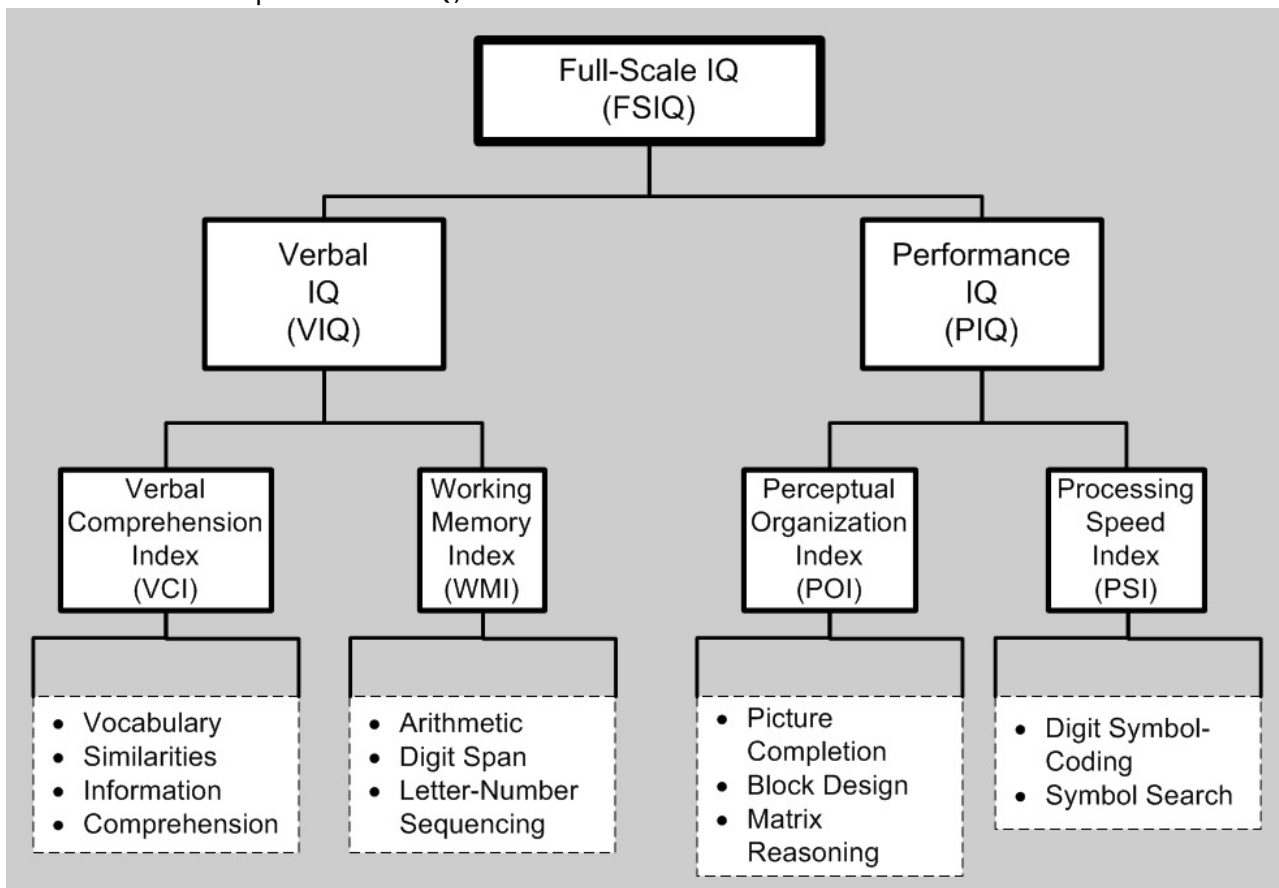 Full-Scale IQ
(FSIQ)
Verbal
IQ
(VIQ)
Performance
IQ
(PIQ)
Verbal
Comprehension
Index
(VCI)
Working
Memory
Index
(WMI)
Perceptual
Organization
Index
(POI)
Processing
Speed
Index
(PSI)
• Vocabulary
• Similarities
• Information
• Comprehension
• Arithmetic
• Digit Span
• Letter-Number
Sequencing
• Picture
Completion
• Block Design
• Matrix
Reasoning
• Digit Symbol-
Coding
• Symbol Search